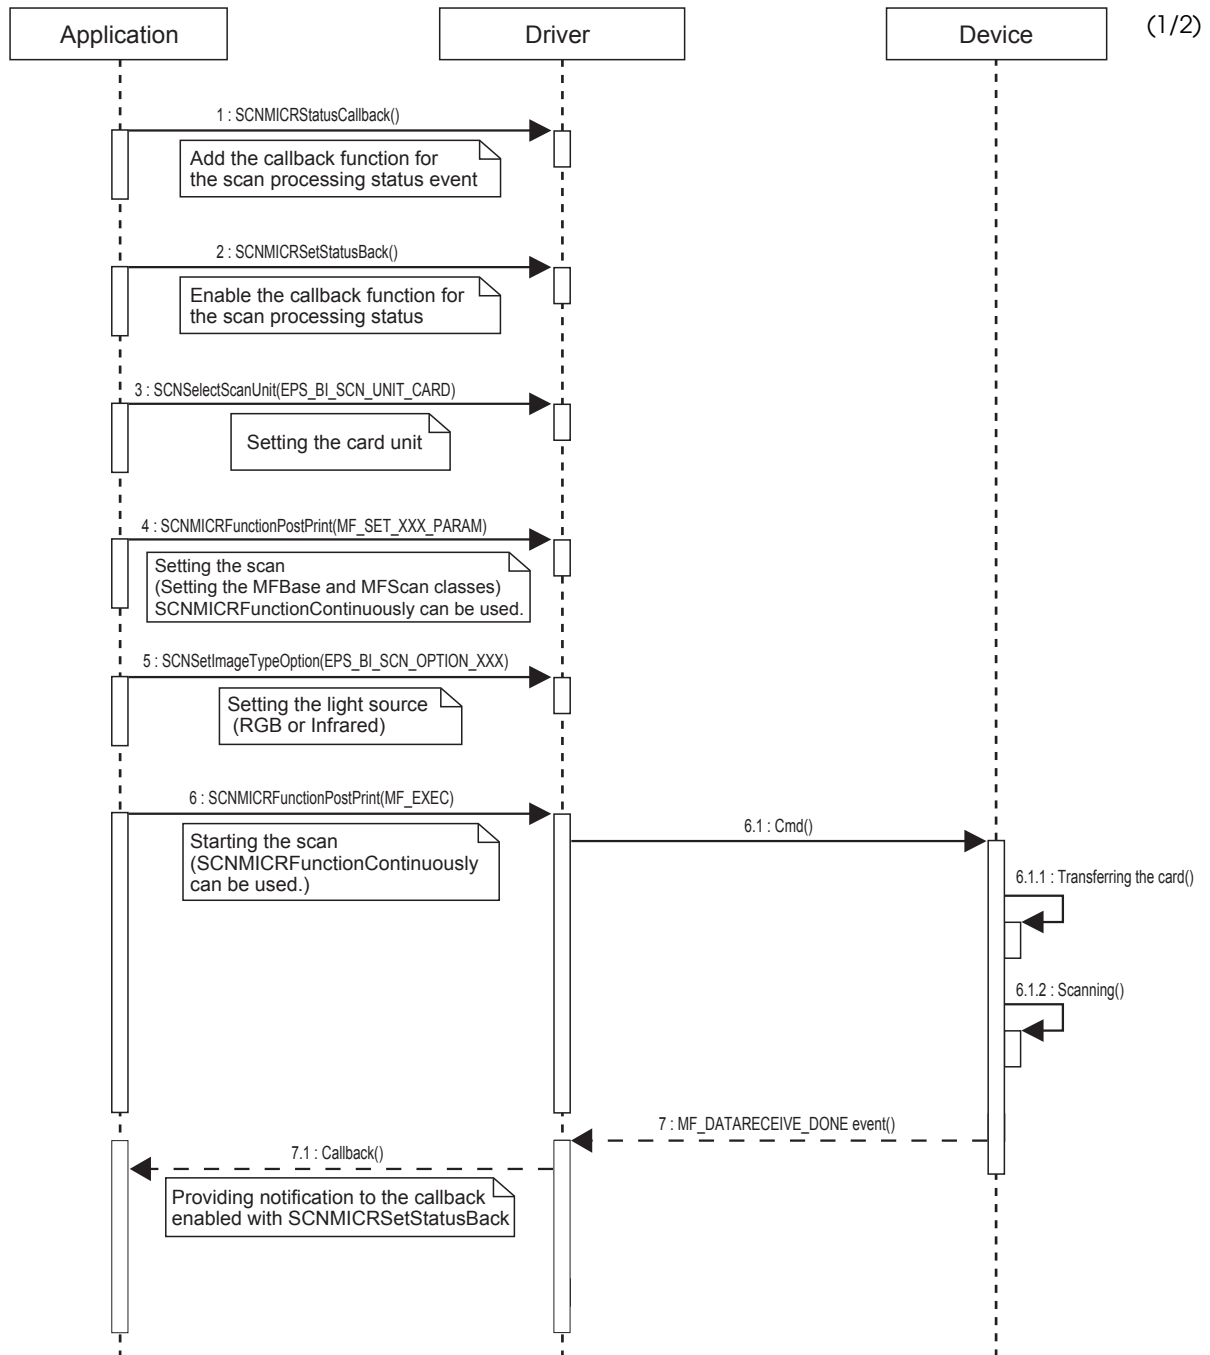 Application
Driver
Device
(1/2)
1 : SCNMICRStatusCallback()
Add the callback function for
the scan processing status event
2 : SCNMICRSetStatusBack()
Enable the callback function for
the scan processing status
3 : SCNSelectScanUnit(EPS_BI_SCN_UNIT_CARD)
Setting the card unit
4 : SCNMICRFunctionPostPrint(MF_SET_XXX_PARAM)
Setting the scan
(Setting the MFBase and MFScan classes)
SCNMICRFunctionContinuously can be used.
5 : SCNSetImageTypeOption(EPS_BI_SCN_OPTION_XXX)
Setting the light source
(RGB or Infrared)
6 : SCNMICRFunctionPostPrint(MF_EXEC)
Starting the scan
(SCNMICRFunctionContinuously
can be used.)
6.1 : Cmd()
6.1.1 : Transferring the card()
6.1.2 : Scanning()
7 : MF_DATARECEIVE_DONE event()
7.1 : Callback()
Providing notification to the callback
enabled with SCNMICRSetStatusBack